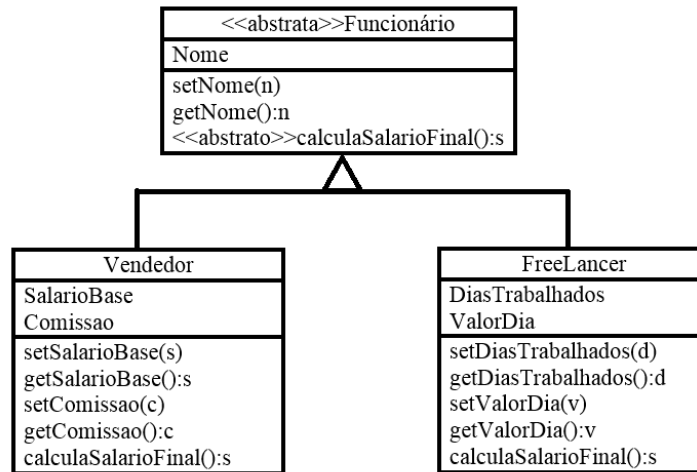 <<abstrata>>Funcionário
Nome
setNome(n)
getNome():n
<<abstrato>>calculaSalarioFinal():s
Vendedor
SalarioBase
Comissao
setSalarioBase(s)
getSalarioBase():s
setComissao(c)
getComissao():c
calculaSalarioFinal():s
FreeLancer
DiasTrabalhados
ValorDia
setDiasTrabalhados(d)
getDiasTrabalhados():d
setValorDia(v)
getValorDia():v
calculaSalarioFinal():s